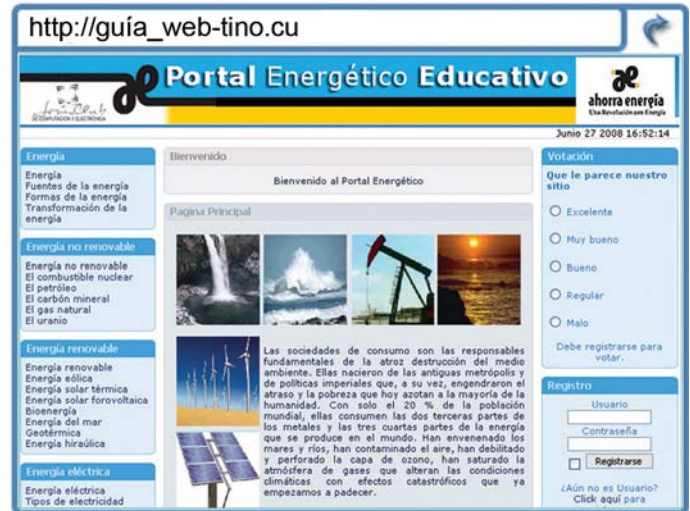 http://guía_web-tino.cu
Portal Energético Educativo
ahorra energía
Una Revolución con Energía
DE COMPUTACIÓN Y ELECTRÓNICA
Junio 27 2008 16:52:14
Energía
Energía
Fuentes de la energía
Formas de la energía
Transformación de la
energía
Energía no renovable
Energía no renovable
El combustible nuclear
El petróleo
El carbón mineral
El gas natural
El uranio
Energía renovable
Energía renovable
Energía eólica
Energía solar térmica
Energía solar forovoltaica
Bioenergía
Energía del mar
Geotérmica
Energía hiraúlica
Energía eléctrica
Energía eléctrica
Tipos de electricidad
Bienvenido
Bienvenido al Portal Energético
Pagina Principal
Las sociedades de consumo son las responsables
fundamentales de la atroz destrucción del medio
ambiente. Ellas nacieron de las antiguas metrópolis y
de políticas imperiales que, a su vez, engendraron el
atraso y la pobreza que hoy azotan a la mayoría de la
humanidad. Con solo el 20 % de la población
mundial, ellas consumen las dos terceras partes de
los metales y las tres cuartas partes de la energía
que se produce en el mundo. Han envenenado los
mares y ríos, han contaminado el aire, han debilitado
y perforado la capa de ozono, han saturado la
atmósfera de gases que alteran las condiciones
climáticas con efectos catastróficos que ya
empezamos a padecer.
Votación
Que le parece nuestro
sitio
Excelente
Muy bueno
Bueno
Regular
Malo
Debe registrarse para
votar.
Registro
Usuario
Contraseña
Registrarse
¿Aún no es Usuario?
Click aquí para